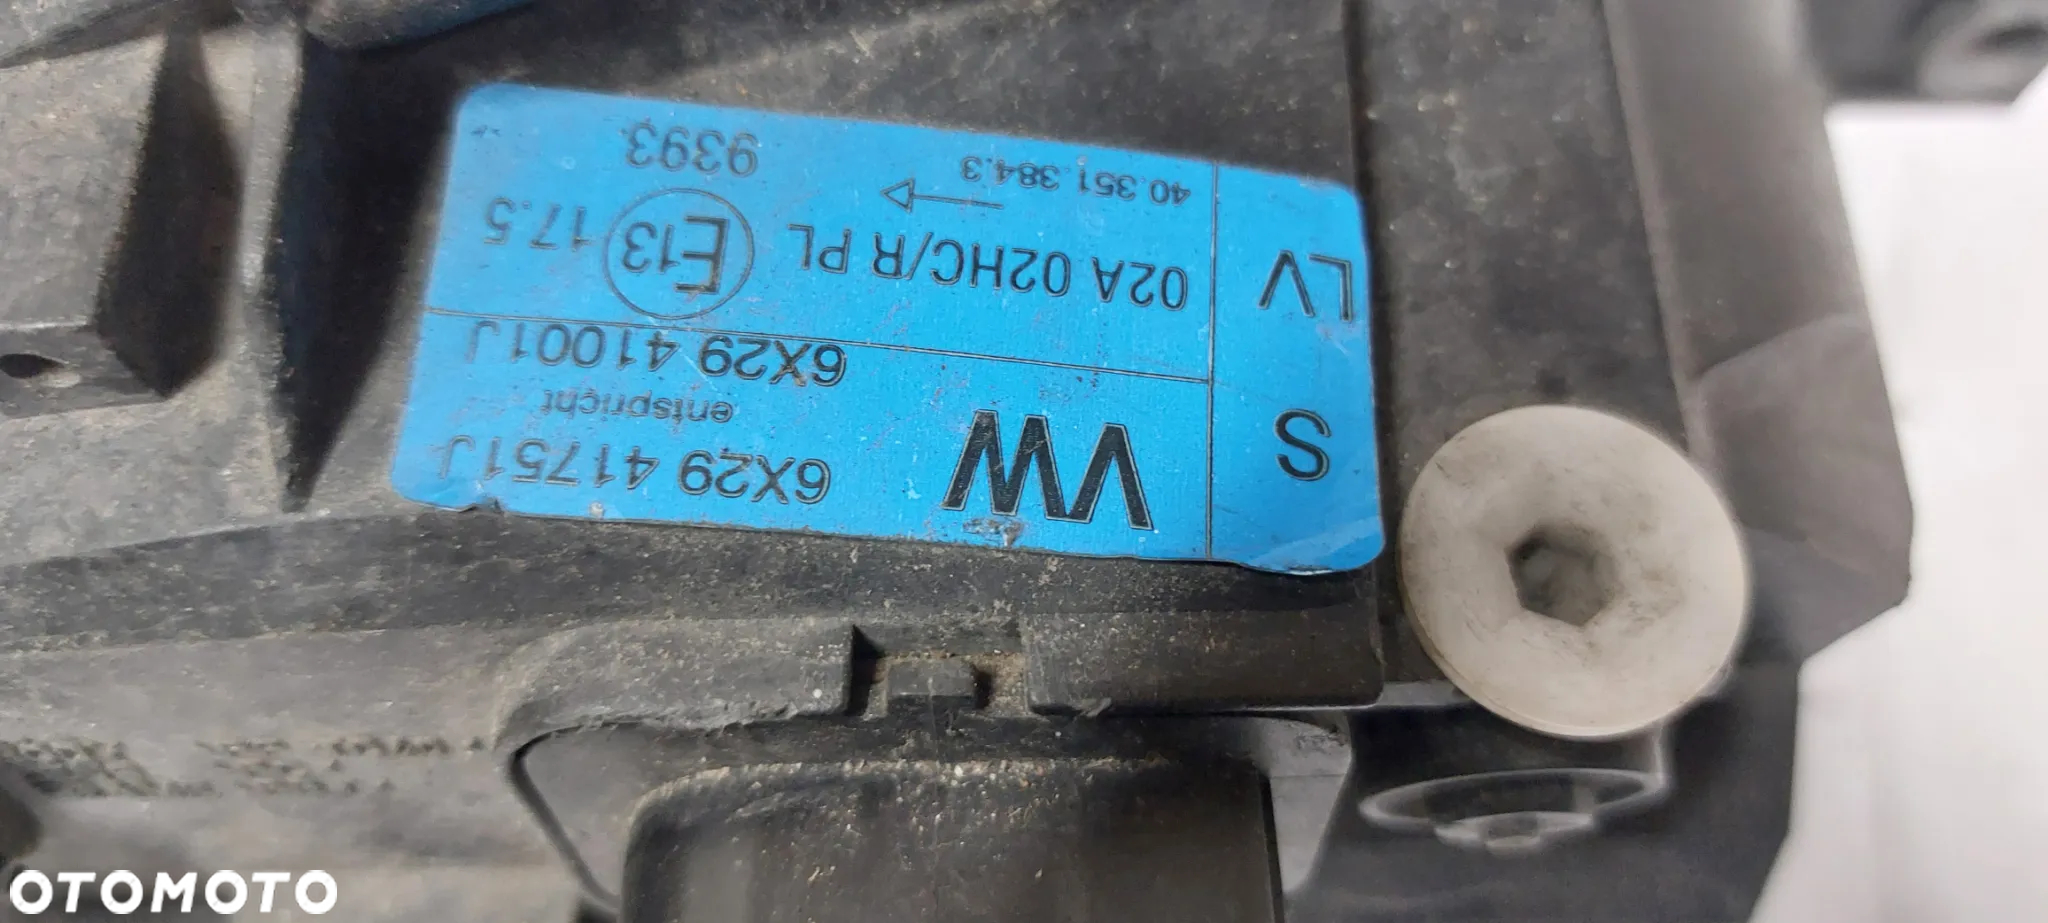 S
VW
6X29 41751J
entspricht
6X29 41001J
LV
02A 02HC/R PL
E13
17.5
40.351.384.3
9393
OTOMOTO